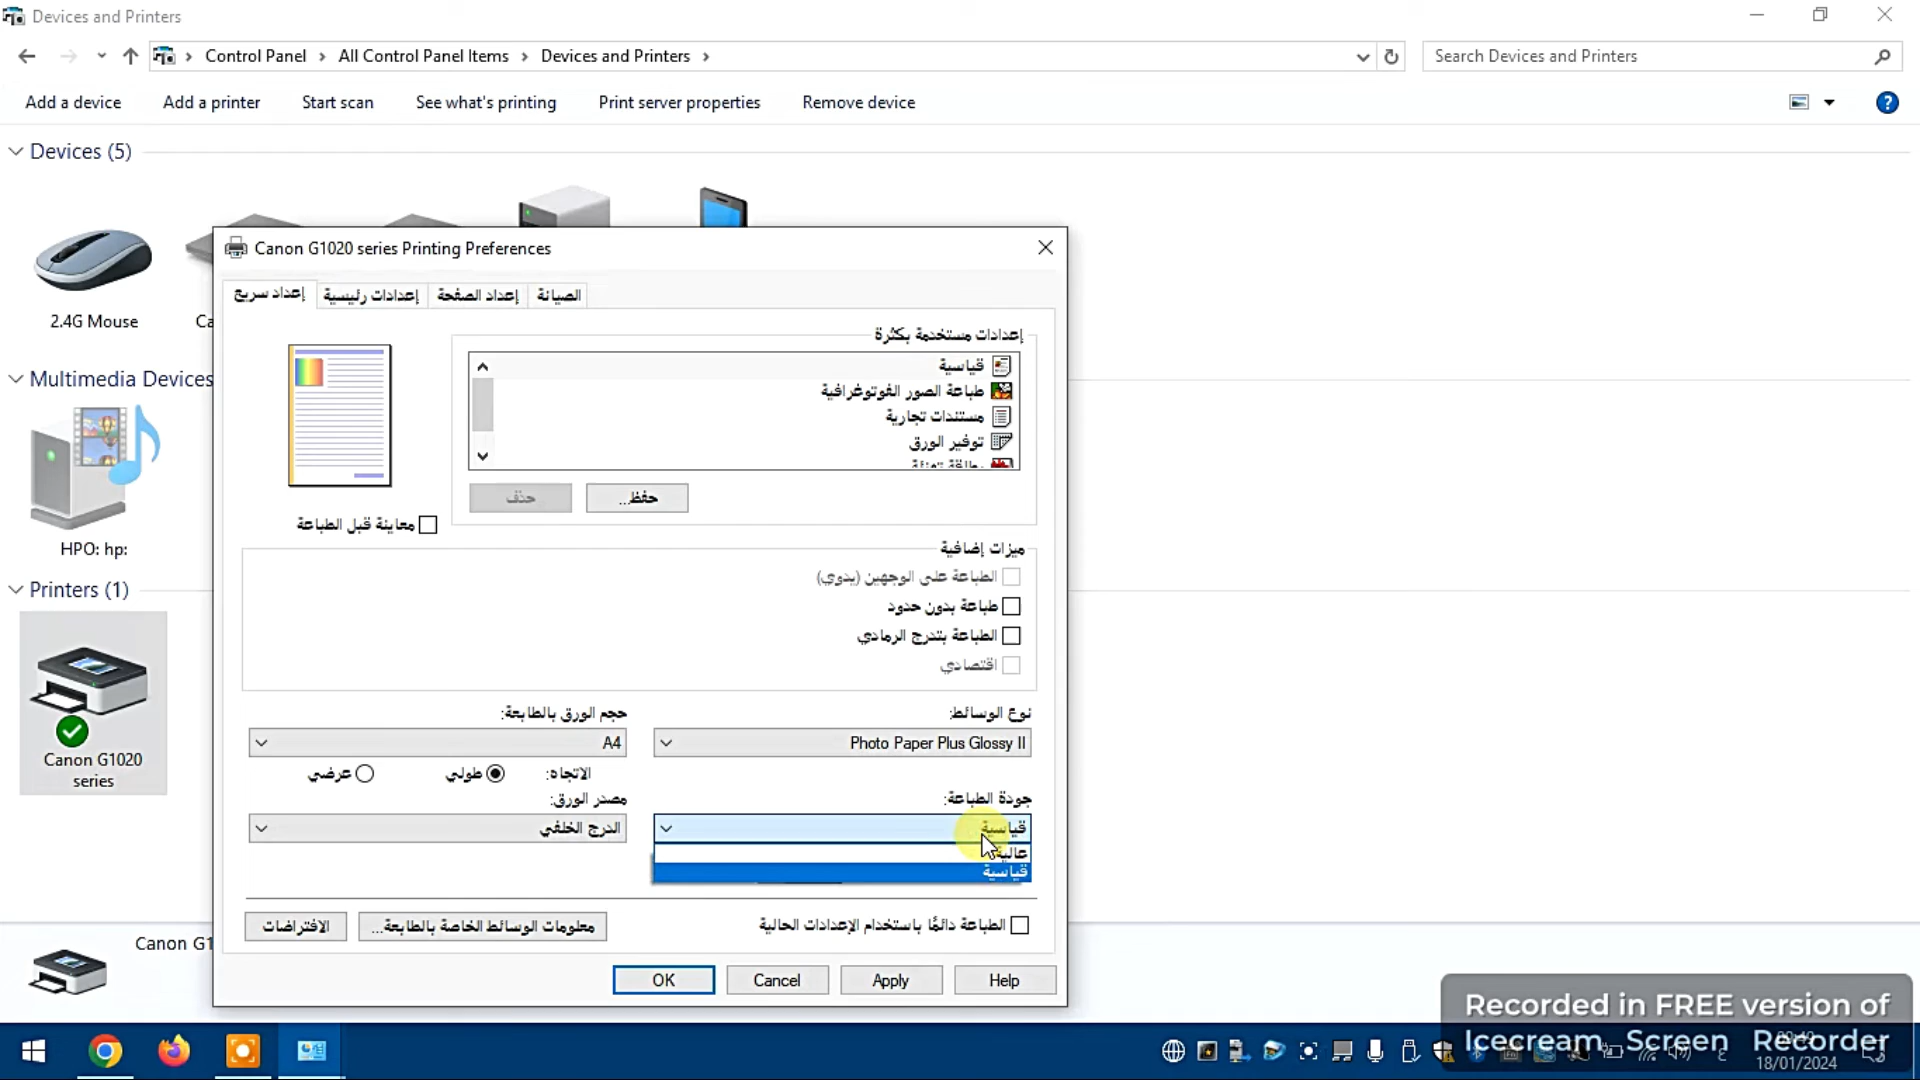 Devices and Printers
Control Panel
All Control Panel Items
Devices and Printers
Search Devices and Printers
Add a device
Add a printer
Start scan
See what's printing
Print server properties
Remove device
Devices (5)
2.4G Mouse
Ca
Multimedia Devices
HPO: hp:
Printers (1)
Canon G1020
series
Canon G1020 series Printing Preferences
إعداد سريع
إعدادات رئيسية
إعداد الصفحة
الصيانة
إعدادات مستخدمة بكثرة
قياسية
طباعة الصور الفوتوغرافية
مستندات تجارية
توفير الورق
بطاقة تهنئة
حذف
حفظ...
معاينة قبل الطباعة
ميزات إضافية
الطباعة على الوجهين (يدوي)
طباعة بدون حدود
الطباعة بتدرج الرمادي
اقتصادي
نوع الوسائط:
حجم الورق بالطابعة:
Photo Paper Plus Glossy II
A4
الاتجاه:
طولي
عرضي
جودة الطباعة:
مصدر الورق:
قياسية
الدرج الخلفي
عالية
قياسية
الطباعة دائمًا باستخدام الإعدادات الحالية
معلومات الوسائط الخاصة بالطابعة...
الافتراضات
OK
Cancel
Apply
Help
Canon G1
Recorded in FREE version of
Icecream Screen Recorder
18/01/2024